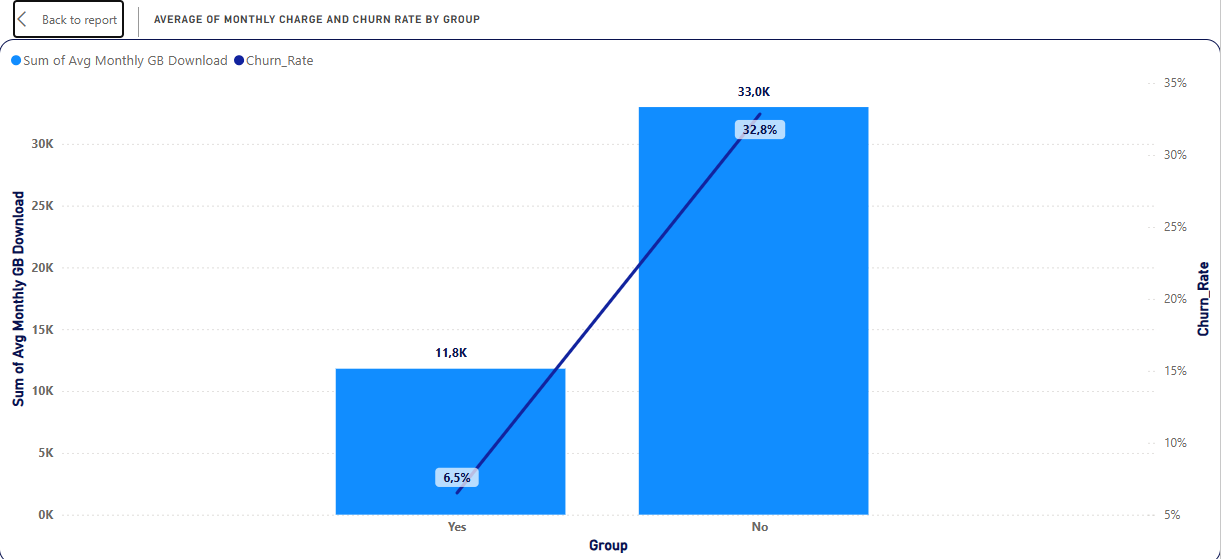 Back to report
AVERAGE OF MONTHLY CHARGE AND CHURN RATE BY GROUP
Sum of Avg Monthly GB Download Churn_Rate
Sum of Avg Monthly GB Download
30K
25K
20K
15K
10K
5K
0K
11,8K
6,5%
33,0K
32,8%
Yes
No
Group
35%
30%
25%
20%
15%
10%
5%
Churn_Rate